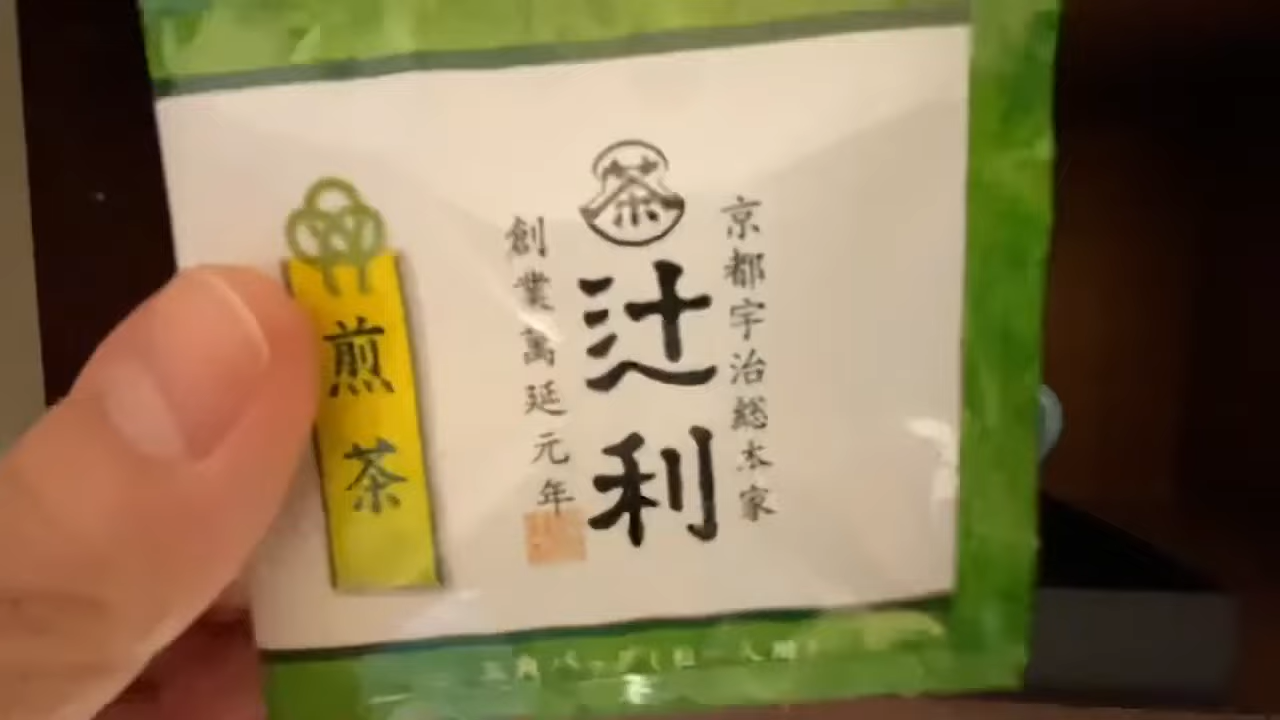 茶
京都宇治総本家
辻利
創業萬延元年
煎茶